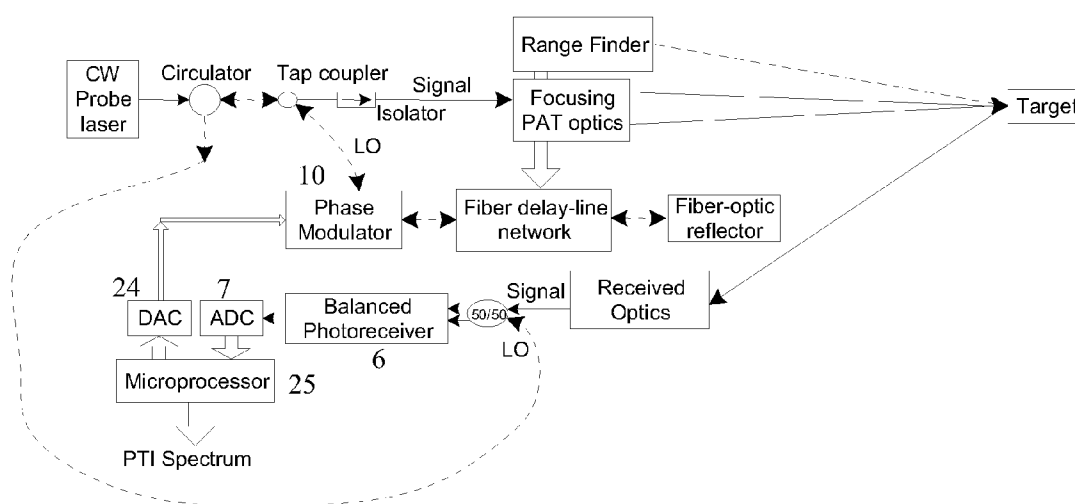 Range Finder
CW
Probe
laser
Circulator
Tap coupler
Isolator
Signal
Focusing
PAT optics
Target
LO
10
Phase
Modulator
Fiber delay-line
network
Fiber-optic
reflector
24
DAC
7
ADC
Balanced
Photoreceiver
6
50/50
Signal
LO
Received
Optics
Microprocessor
25
PTI Spectrum